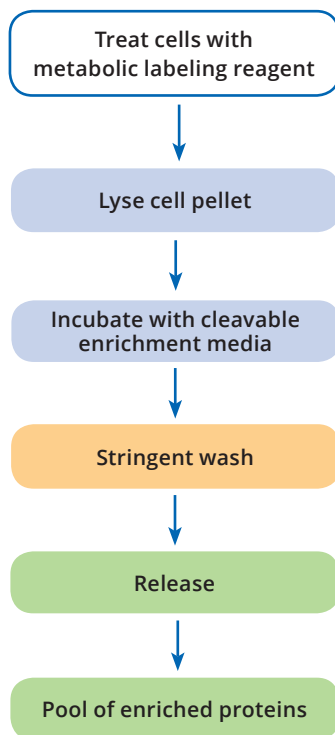 Treat cells with
metabolic labeling reagent
Lyse cell pellet
Incubate with cleavable
enrichment media
Stringent wash
Release
Pool of enriched proteins